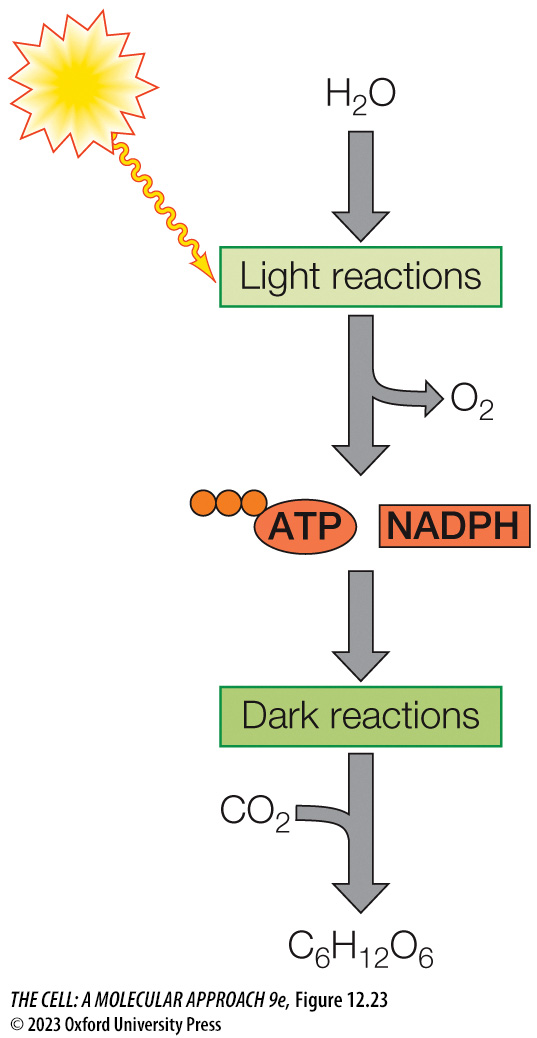 H₂O
Light reactions
O₂
ATP
NADPH
Dark reactions
CO₂
C₆H₁₂O₆
THE CELL: A MOLECULAR APPROACH 9e, Figure 12.23
© 2023 Oxford University Press